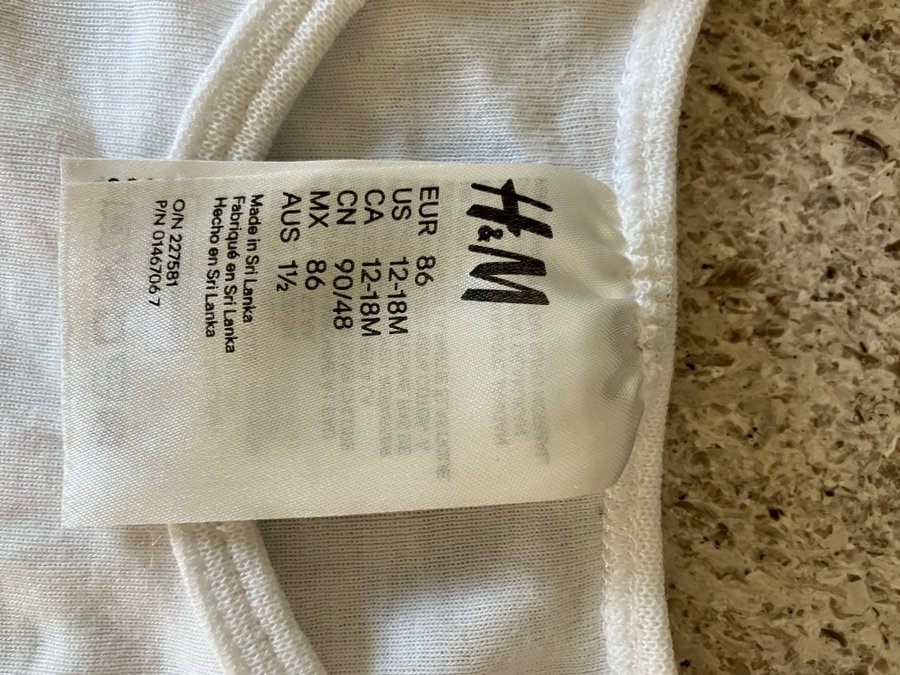 H&M
EUR 86
US 12-18M
CA 12-18M
CN 90/48
MX 86
AUS 1½
Made in Sri Lanka
Fabriqué en Sri Lanka
Hecho en Sri Lanka
O/N 227581
P/N 0146706 7